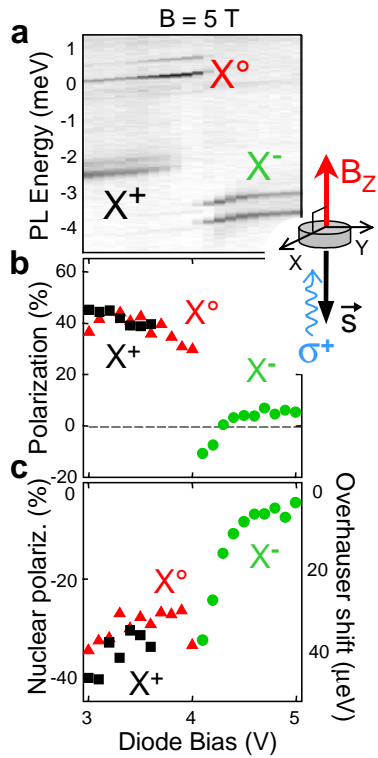 B = 5 T
a
PL Energy (meV)
1
0
-1
-2
-3
-4
X°
X⁺
X⁻
B_Z
X
Y
S⃗
σ⁺
b
Polarization (%)
60
40
20
0
-20
X°
X⁺
X⁻
c
Nuclear polariz. (%)
0
-20
-40
X°
X⁺
X⁻
0
20
40
Overhauser shift (μeV)
3
4
5
Diode Bias (V)